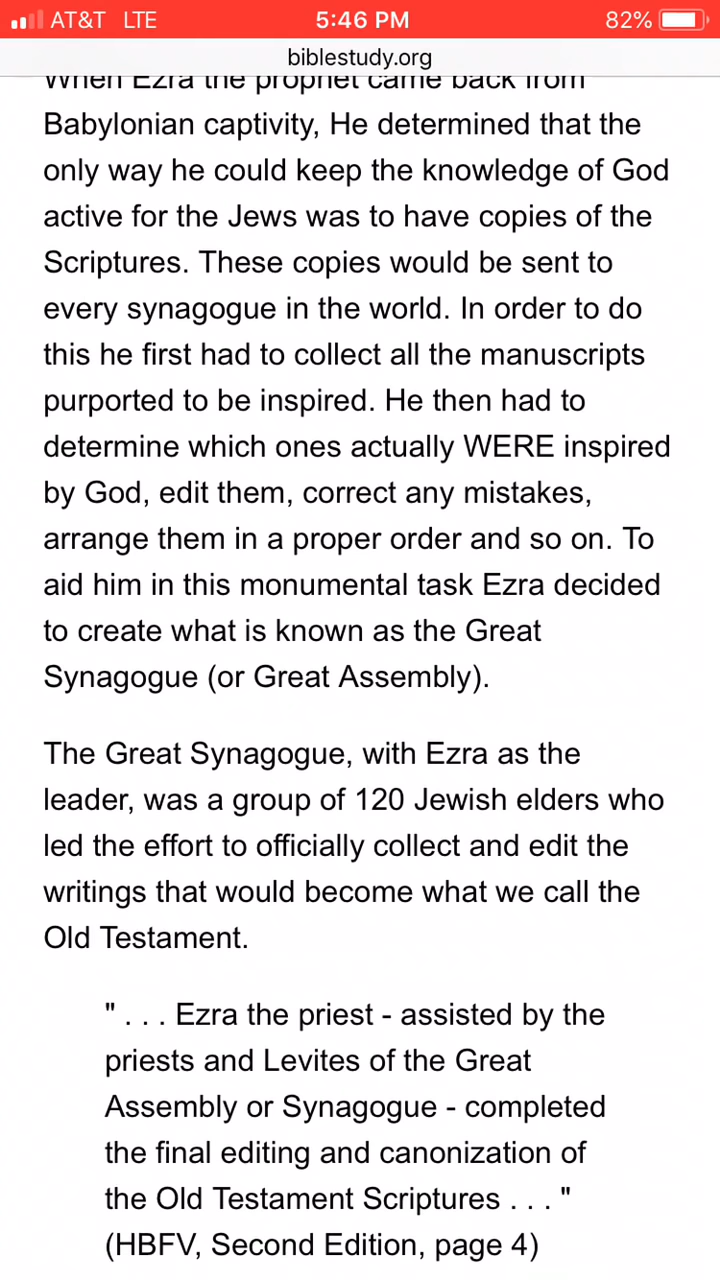 AT&T LTE 5:46 PM 82%
biblestudy.org
When Ezra the prophet came back from
Babylonian captivity, He determined that the
only way he could keep the knowledge of God
active for the Jews was to have copies of the
Scriptures. These copies would be sent to
every synagogue in the world. In order to do
this he first had to collect all the manuscripts
purported to be inspired. He then had to
determine which ones actually WERE inspired
by God, edit them, correct any mistakes,
arrange them in a proper order and so on. To
aid him in this monumental task Ezra decided
to create what is known as the Great
Synagogue (or Great Assembly).
The Great Synagogue, with Ezra as the
leader, was a group of 120 Jewish elders who
led the effort to officially collect and edit the
writings that would become what we call the
Old Testament.
" . . . Ezra the priest - assisted by the
priests and Levites of the Great
Assembly or Synagogue - completed
the final editing and canonization of
the Old Testament Scriptures . . . "
(HBFV, Second Edition, page 4)